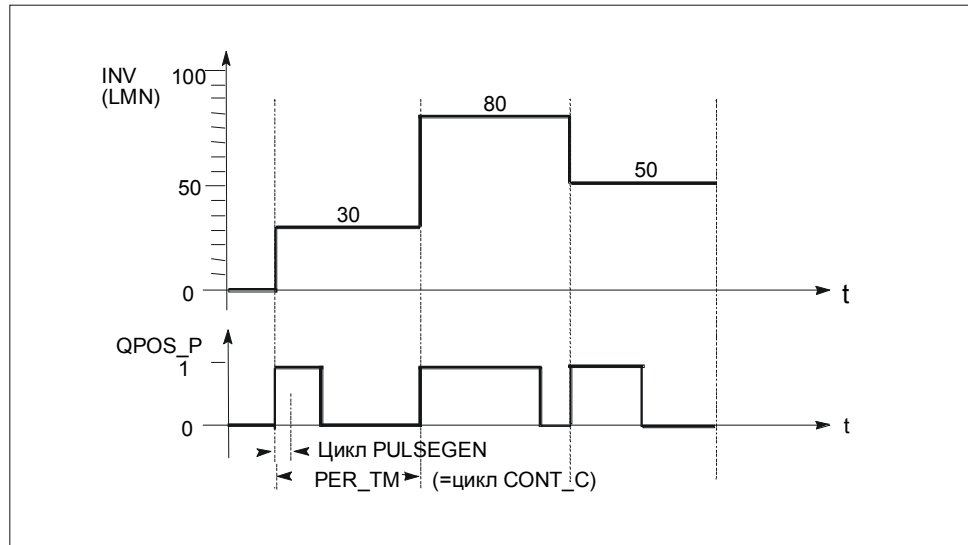 INV
(LMN)
100
80
50
50
30
0
t
QPOS_P
1
0
t
Цикл PULSEGEN
PER_TM (=цикл CONT_C)